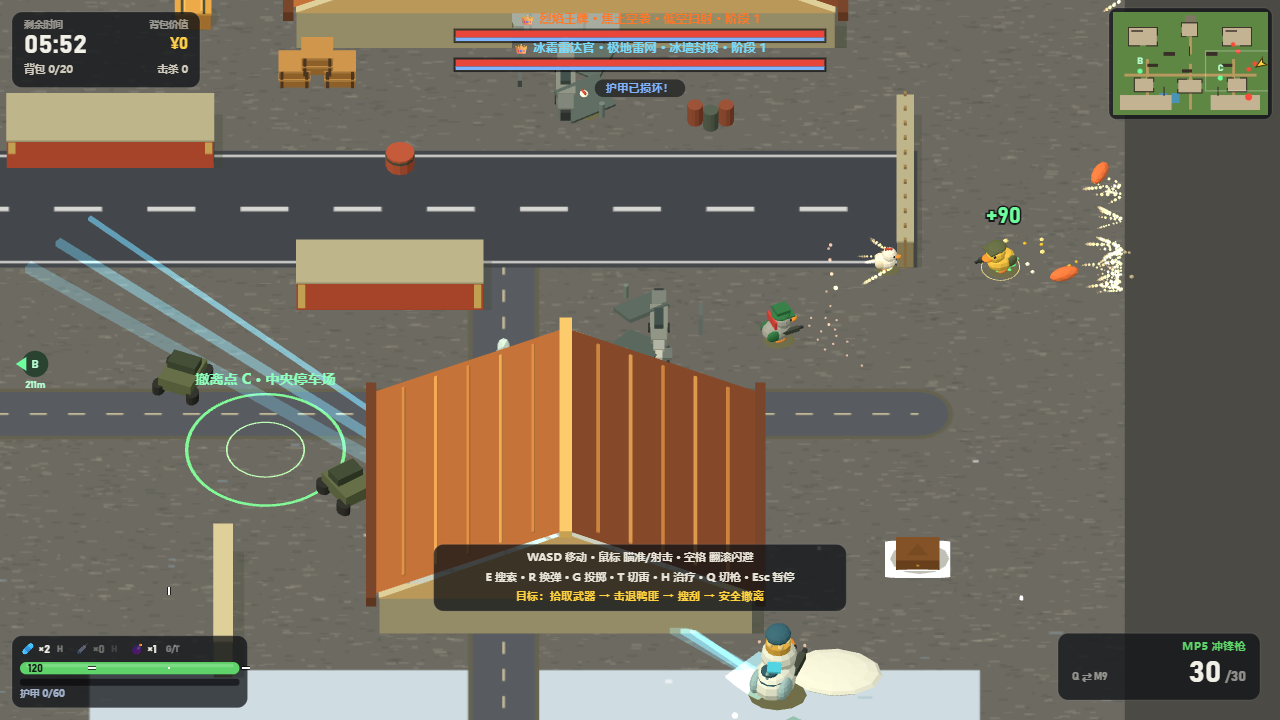 剩余时间
05:52
背包价值
¥0
背包 0/20
击杀 0
冰霜雷达官 • 极地雷网 • 冰墙封锁 • 阶段 1
护甲已损坏!
B
C
+90
B
211m
撤离点 C • 中央停车场
WASD 移动 • 鼠标 瞄准/射击 • 空格 翻滚闪避
E 搜索 • R 换弹 • G 投掷 • T 切雷 • H 治疗 • Q 切枪 • Esc 暂停
目标: 拾取武器 → 击退鸭匪 → 搜刮 → 安全撤离
×2 H ×0 H ×1 G/T
120
护甲 0/60
MP5 冲锋枪
Q ⇄ M9
30 /30